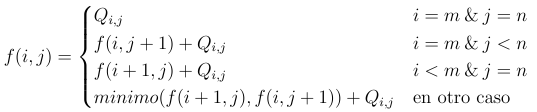 f(i, j) = { Q_{i,j}    i = m & j = n
f(i, j + 1) + Q_{i,j}    i = m & j < n
f(i + 1, j) + Q_{i,j}    i < m & j = n
minimo(f(i + 1, j), f(i, j + 1)) + Q_{i,j}    en otro caso